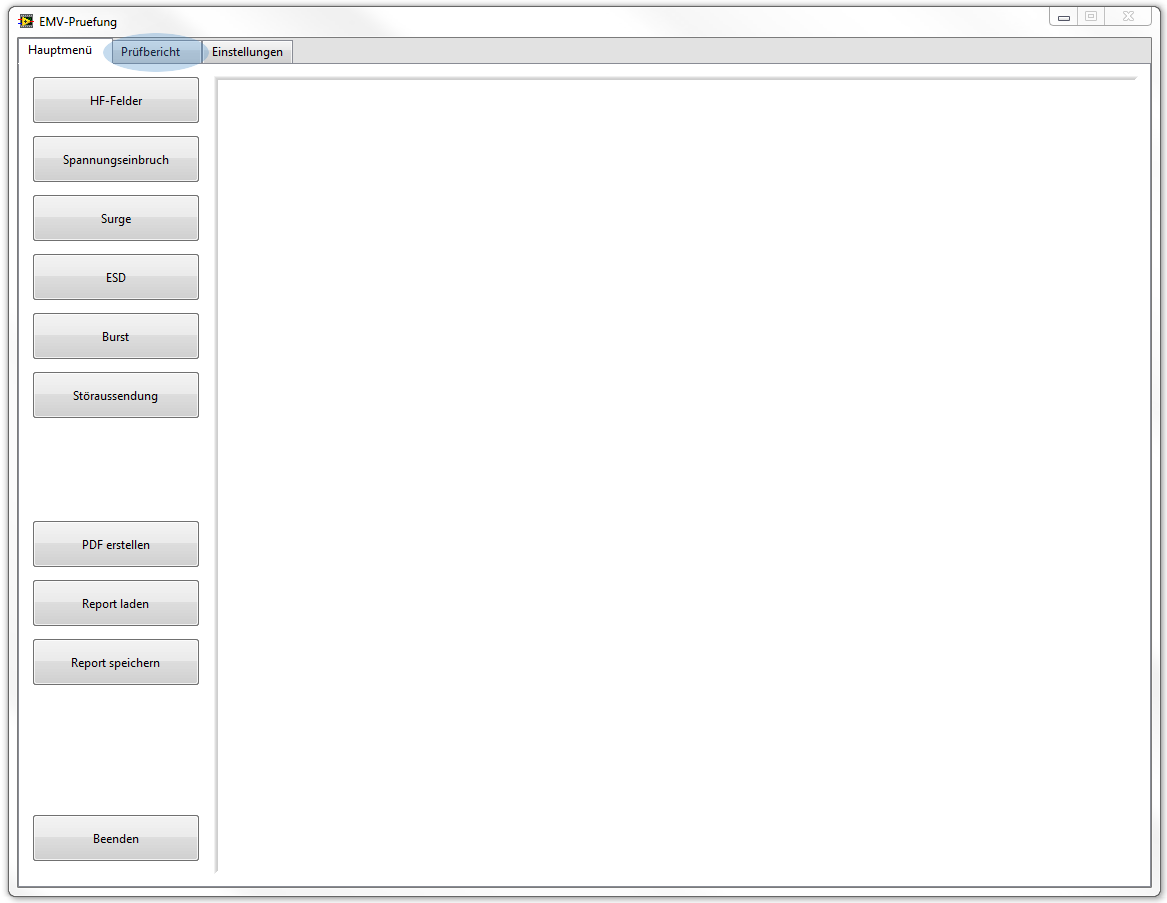 EMV-Pruefung
Hauptmenü
Prüfbericht
Einstellungen
HF-Felder
Spannungseinbruch
Surge
ESD
Burst
Störaussendung
PDF erstellen
Report laden
Report speichern
Beenden